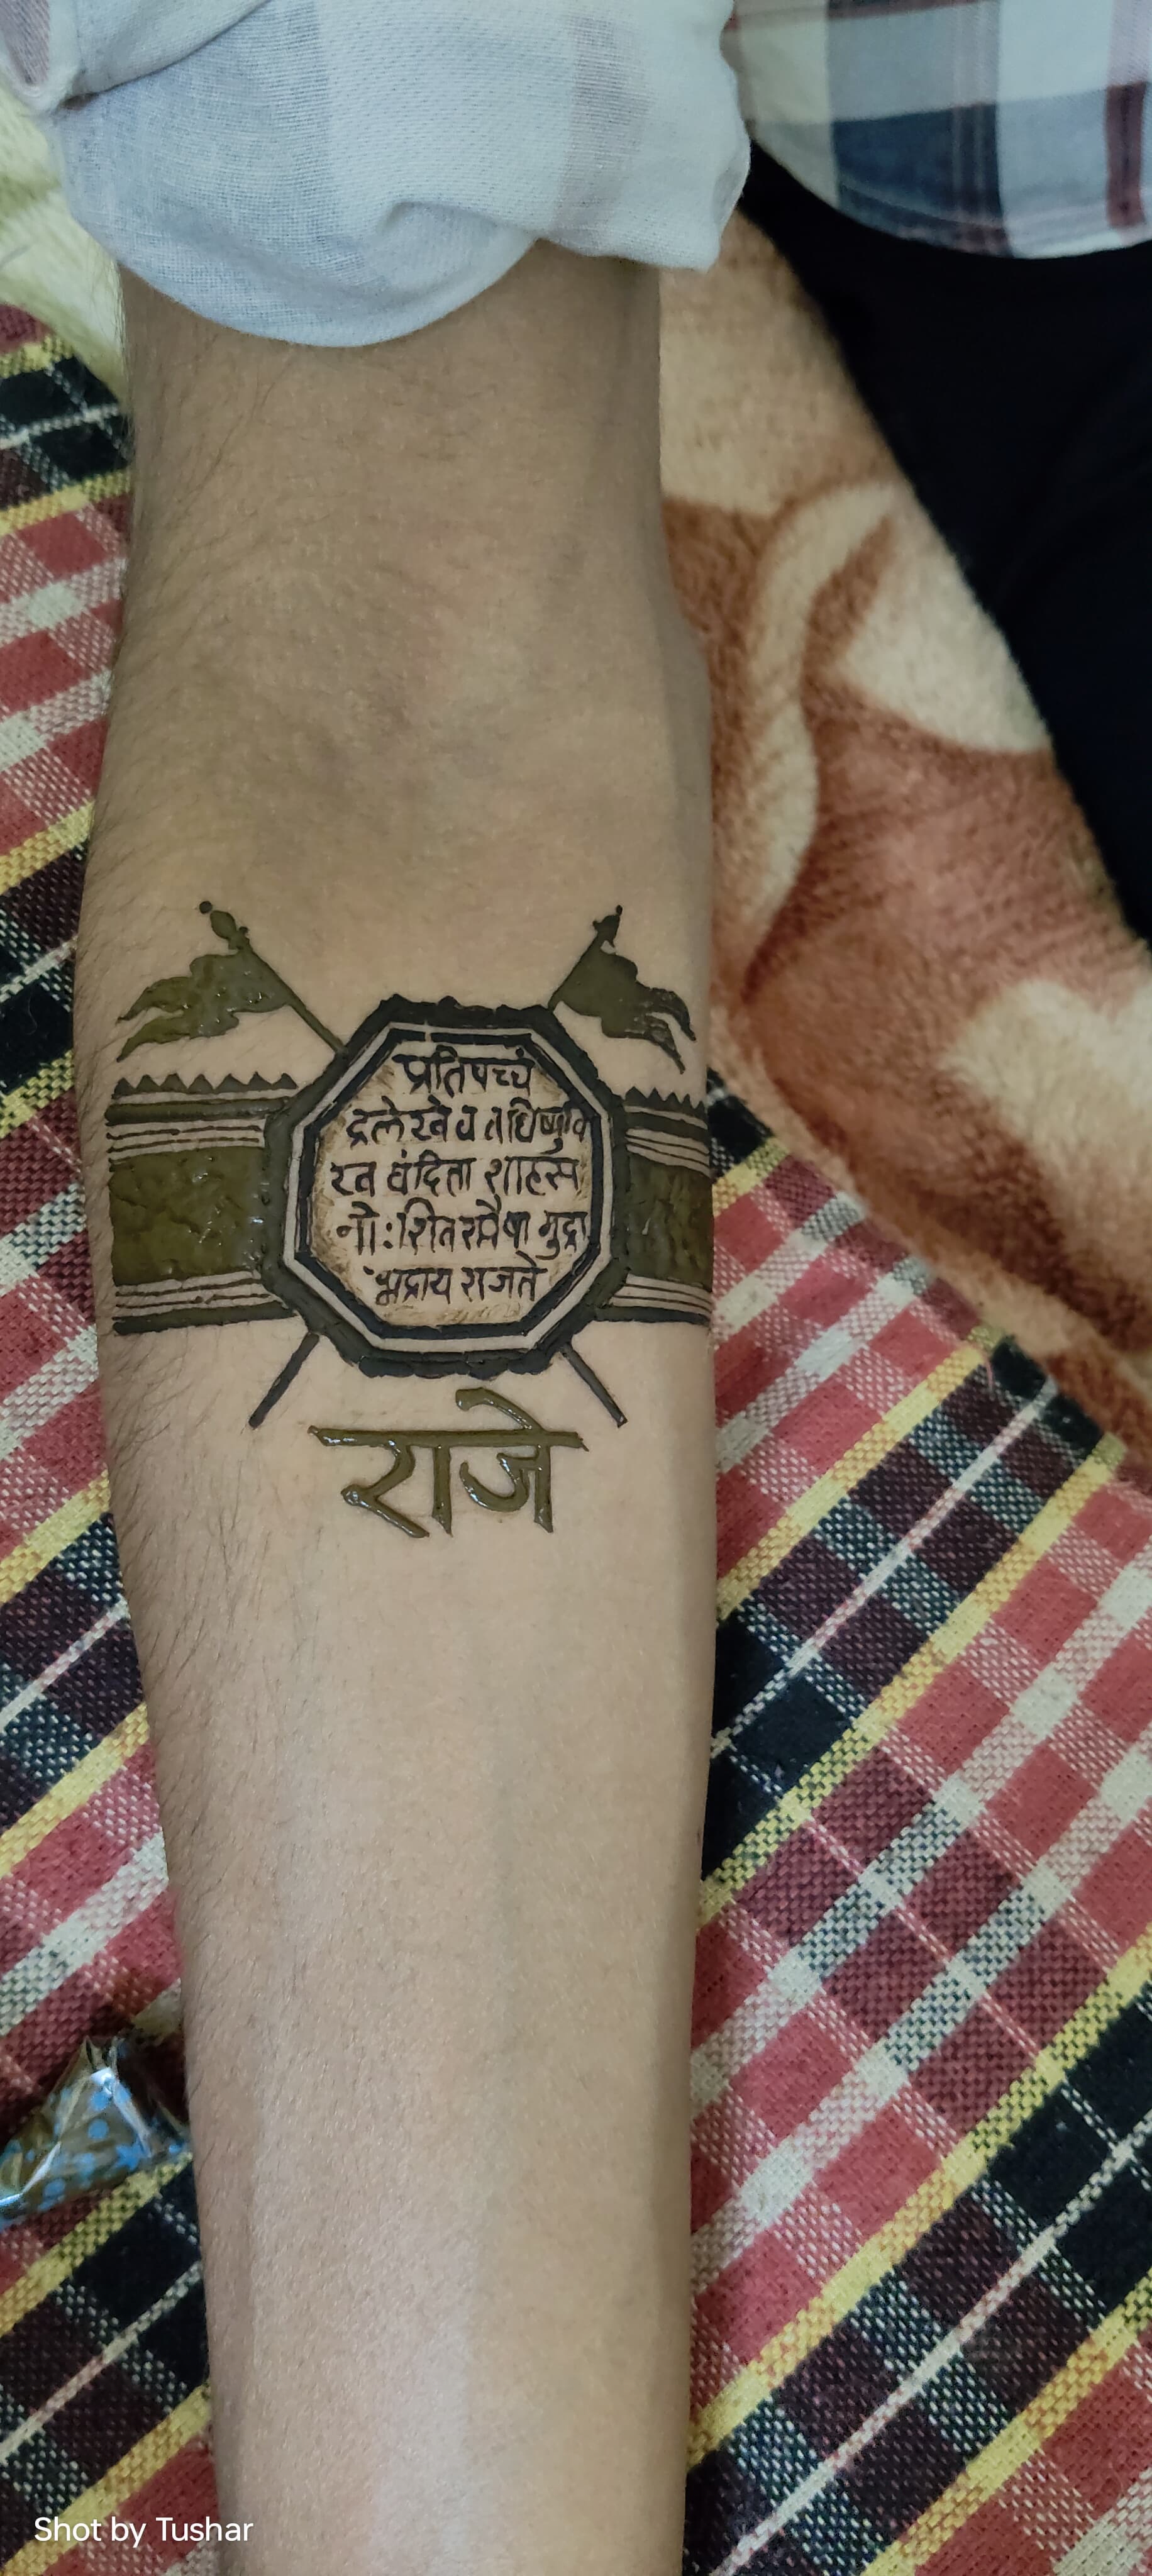 प्रतिपच्चं
द्रलेखेव वर्धिष्णुर्वि
श्व वंदिता शाहसू
नो: शिवस्यैषा मुद्रा
भद्राय राजते
राजे
Shot by Tushar